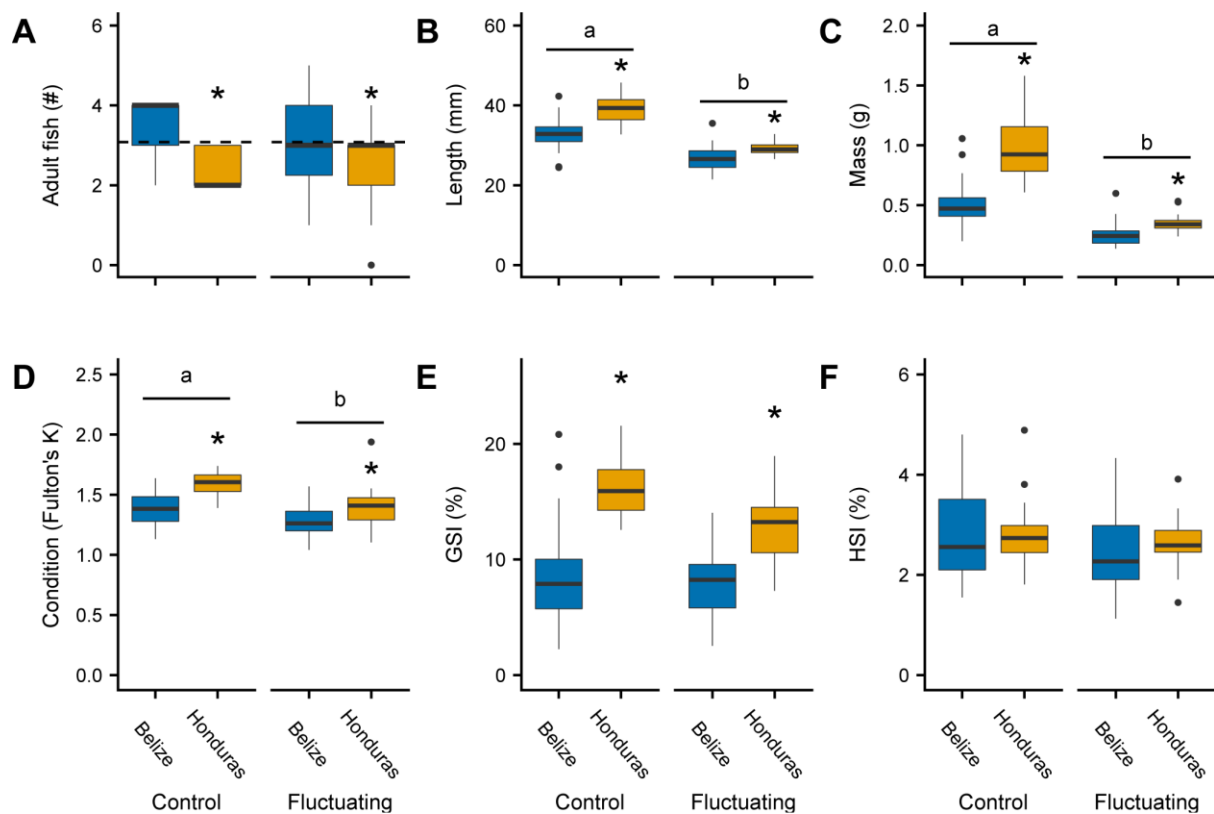 A
Adult fish (#)
6
4
2
0
*
*
B
Length (mm)
60
40
20
0
a
*
b
*
C
Mass (g)
2.0
1.5
1.0
0.5
0.0
a
*
b
*
D
Condition (Fulton's K)
2.5
2.0
1.5
1.0
0.5
0.0
a
*
b
*
Belize
Honduras
Belize
Honduras
Control
Fluctuating
E
GSI (%)
20
10
0
*
*
Belize
Honduras
Belize
Honduras
Control
Fluctuating
F
HSI (%)
6
4
2
0
Belize
Honduras
Belize
Honduras
Control
Fluctuating